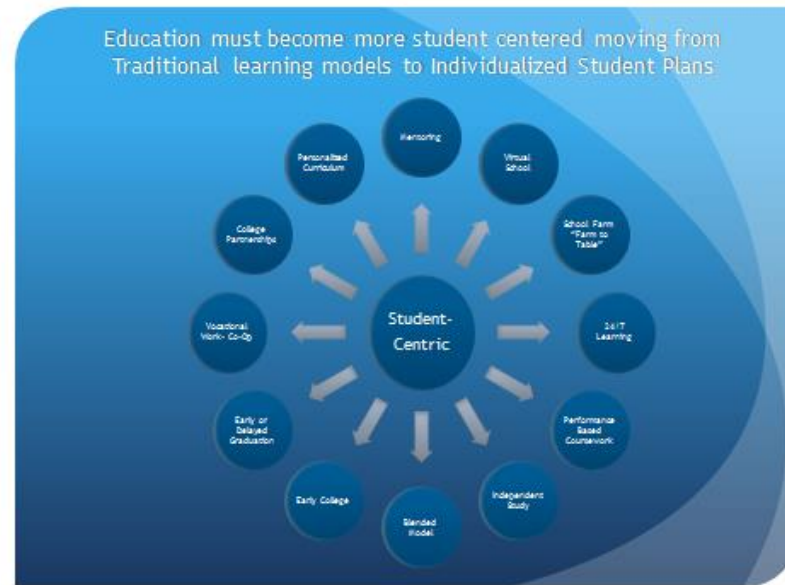 Education must become more student centered moving from
Traditional learning models to Individualized Student Plans
Mentoring
Virtual
School
School Farm
"Farm to
Table"
24/7
Learning
Performance
Based
Coursework
Independent
Study
Blended
Model
Early College
Early or
Delayed
Graduation
Vocational
Work- Co-Op
College
Partnerships
Personalized
Curriculum
Student-
Centric